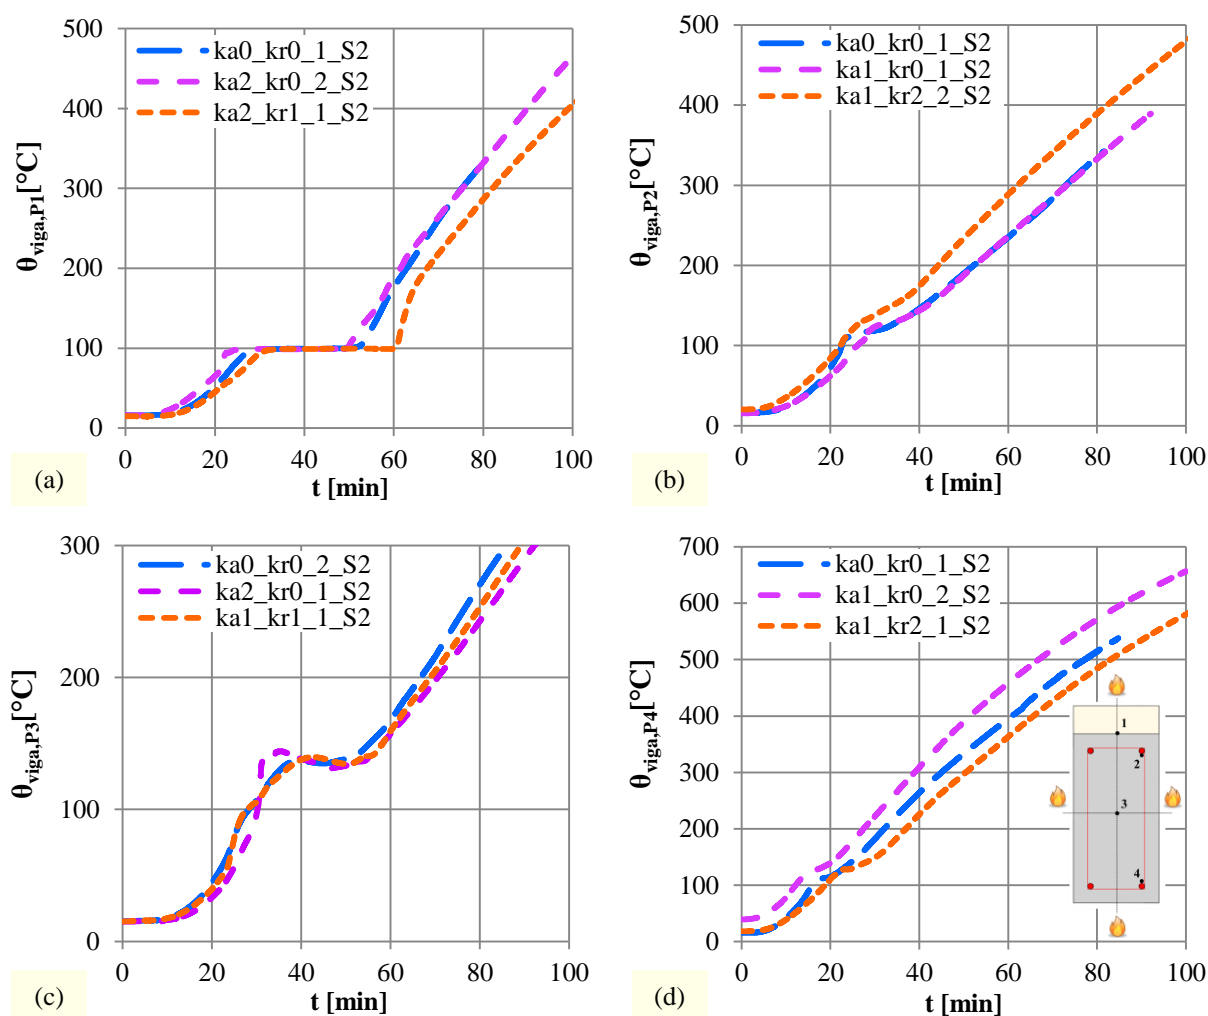 500
400
300
200
100
0
θviga,P1[°C]
ka0_kr0_1_S2
ka2_kr0_2_S2
ka2_kr1_1_S2
0 20 40 60 80 100
t [min]
(a)
500
400
300
200
100
0
θviga,P2[°C]
ka0_kr0_1_S2
ka1_kr0_1_S2
ka1_kr2_2_S2
0 20 40 60 80 100
t [min]
(b)
300
200
100
0
θviga,P3[°C]
ka0_kr0_2_S2
ka2_kr0_1_S2
ka1_kr1_1_S2
0 20 40 60 80 100
t [min]
(c)
700
600
500
400
300
200
100
0
θviga,P4[°C]
ka0_kr0_1_S2
ka1_kr0_2_S2
ka1_kr2_1_S2
1
2
3
4
0 20 40 60 80 100
t [min]
(d)